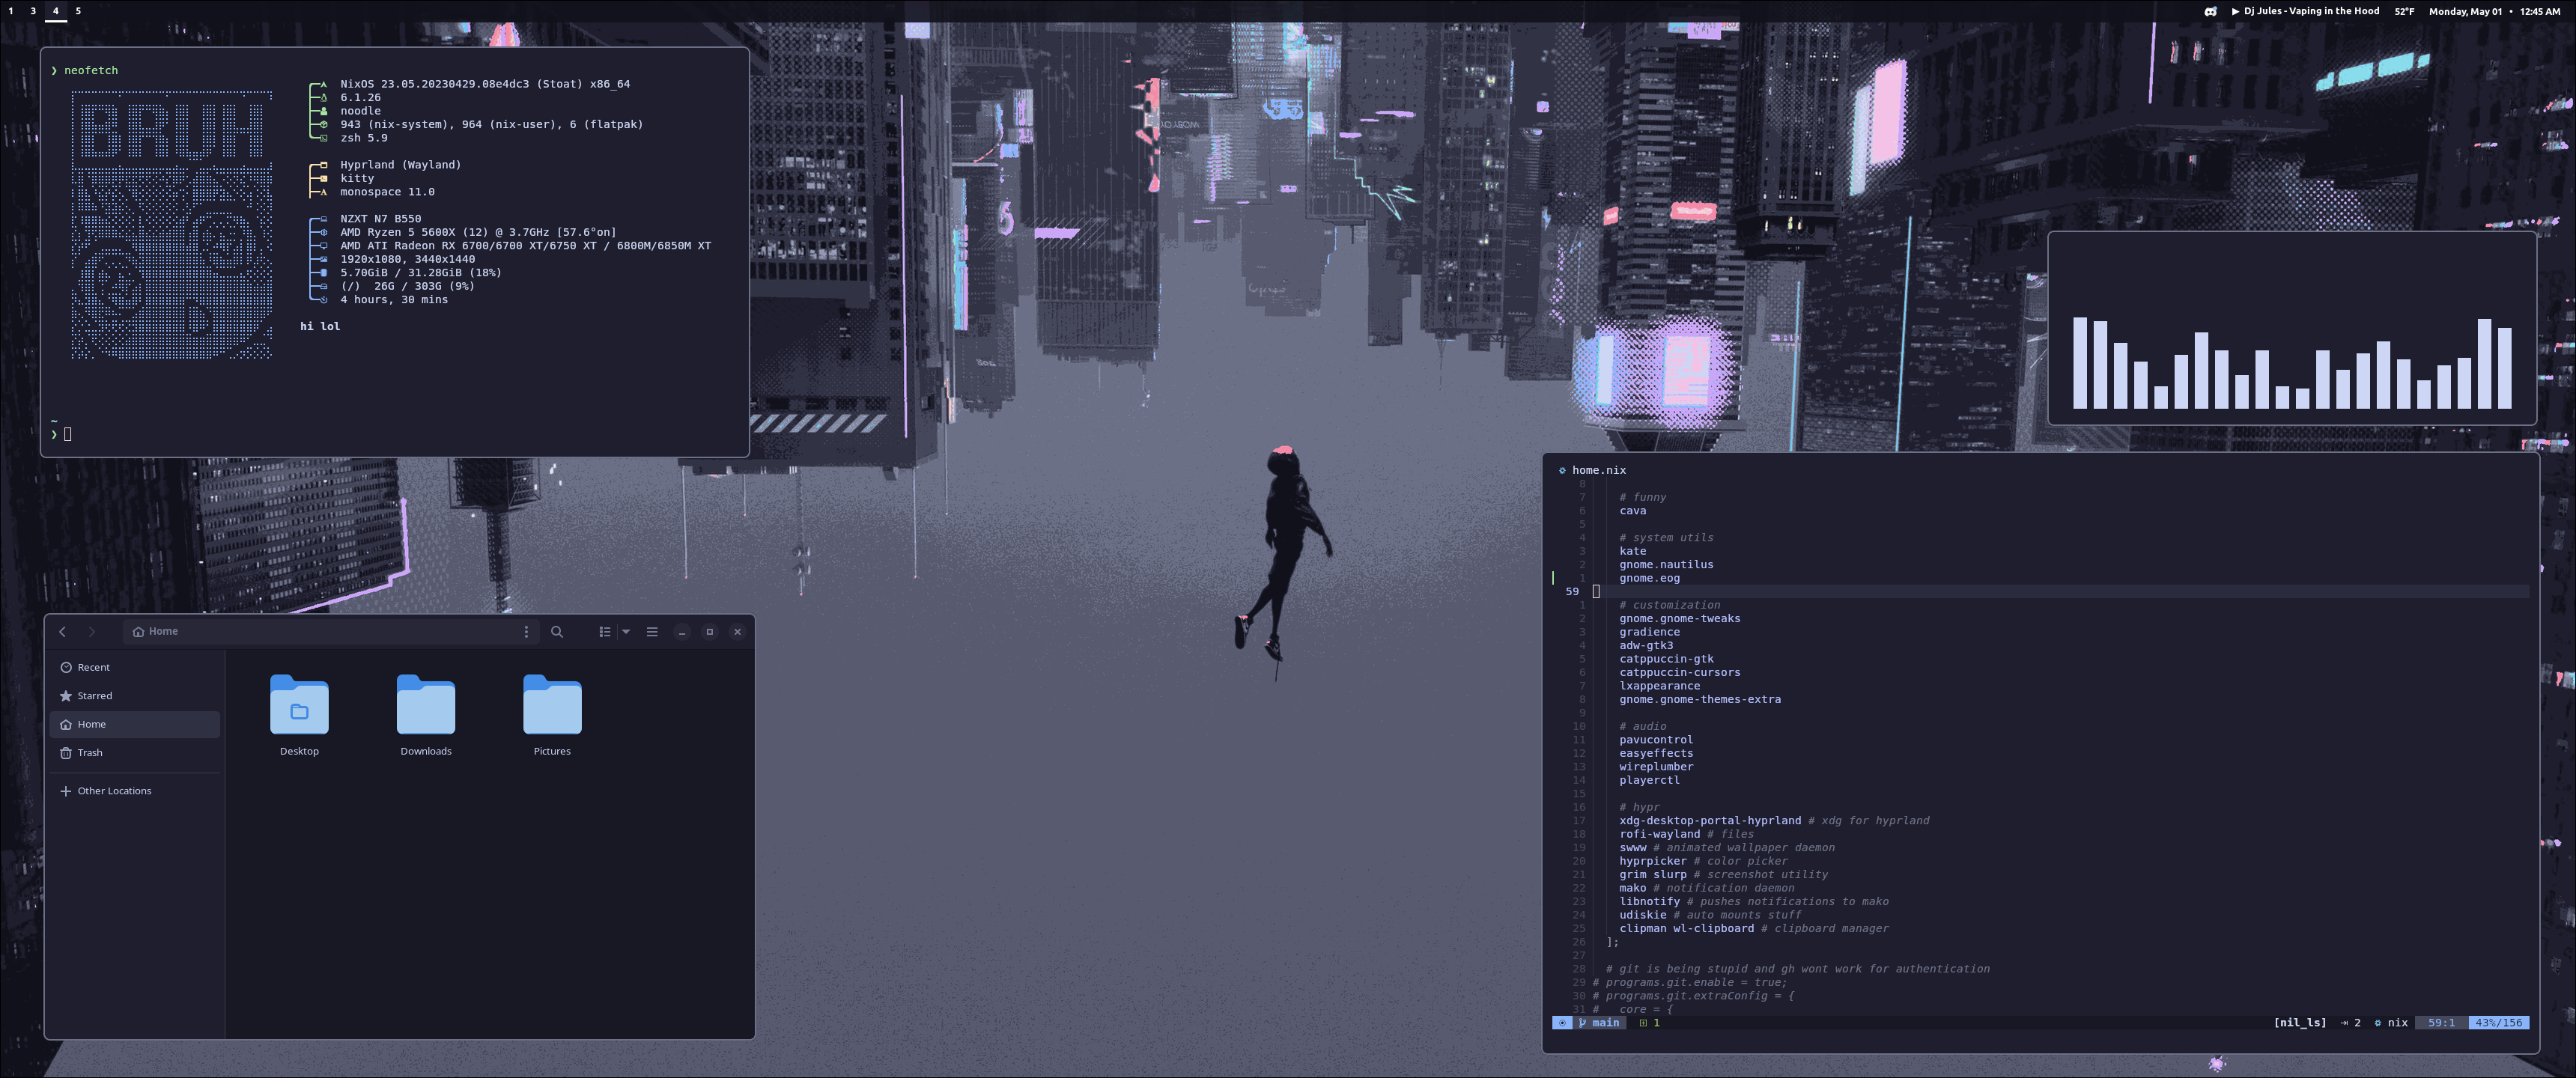 1 3 4 5
▶ Dj Jules - Vaping in the Hood 52°F Monday, May 01 • 12:45 AM
❯ neofetch
BRUH
NixOS 23.05.20230429.08e4dc3 (Stoat) x86_64
6.1.26
noodle
943 (nix-system), 964 (nix-user), 6 (flatpak)
zsh 5.9
Hyprland (Wayland)
kitty
monospace 11.0
NZXT N7 B550
AMD Ryzen 5 5600X (12) @ 3.7GHz [57.6°on]
AMD ATI Radeon RX 6700/6700 XT/6750 XT / 6800M/6850M XT
1920x1080, 3440x1440
5.70GiB / 31.28GiB (18%)
(/) 26G / 303G (9%)
4 hours, 30 mins
hi lol
~
❯
Home
Recent
Starred
Home
Trash
Other Locations
Desktop
Downloads
Pictures
home.nix
8
7 # funny
6 cava
5
4 # system utils
3 kate
2 gnome.nautilus
1 gnome.eog
59
1 # customization
2 gnome.gnome-tweaks
3 gradience
4 adw-gtk3
5 catppuccin-gtk
6 catppuccin-cursors
7 lxappearance
8 gnome.gnome-themes-extra
9
10 # audio
11 pavucontrol
12 easyeffects
13 wireplumber
14 playerctl
15
16 # hypr
17 xdg-desktop-portal-hyprland # xdg for hyprland
18 rofi-wayland # files
19 swww # animated wallpaper daemon
20 hyprpicker # color picker
21 grim slurp # screenshot utility
22 mako # notification daemon
23 libnotify # pushes notifications to mako
24 udiskie # auto mounts stuff
25 clipman wl-clipboard # clipboard manager
26 ];
27
28 # git is being stupid and gh wont work for authentication
29 # programs.git.enable = true;
30 # programs.git.extraConfig = {
31 # core = {
main 1 [nil_ls] ⇥ 2 nix 59:1 43%/156